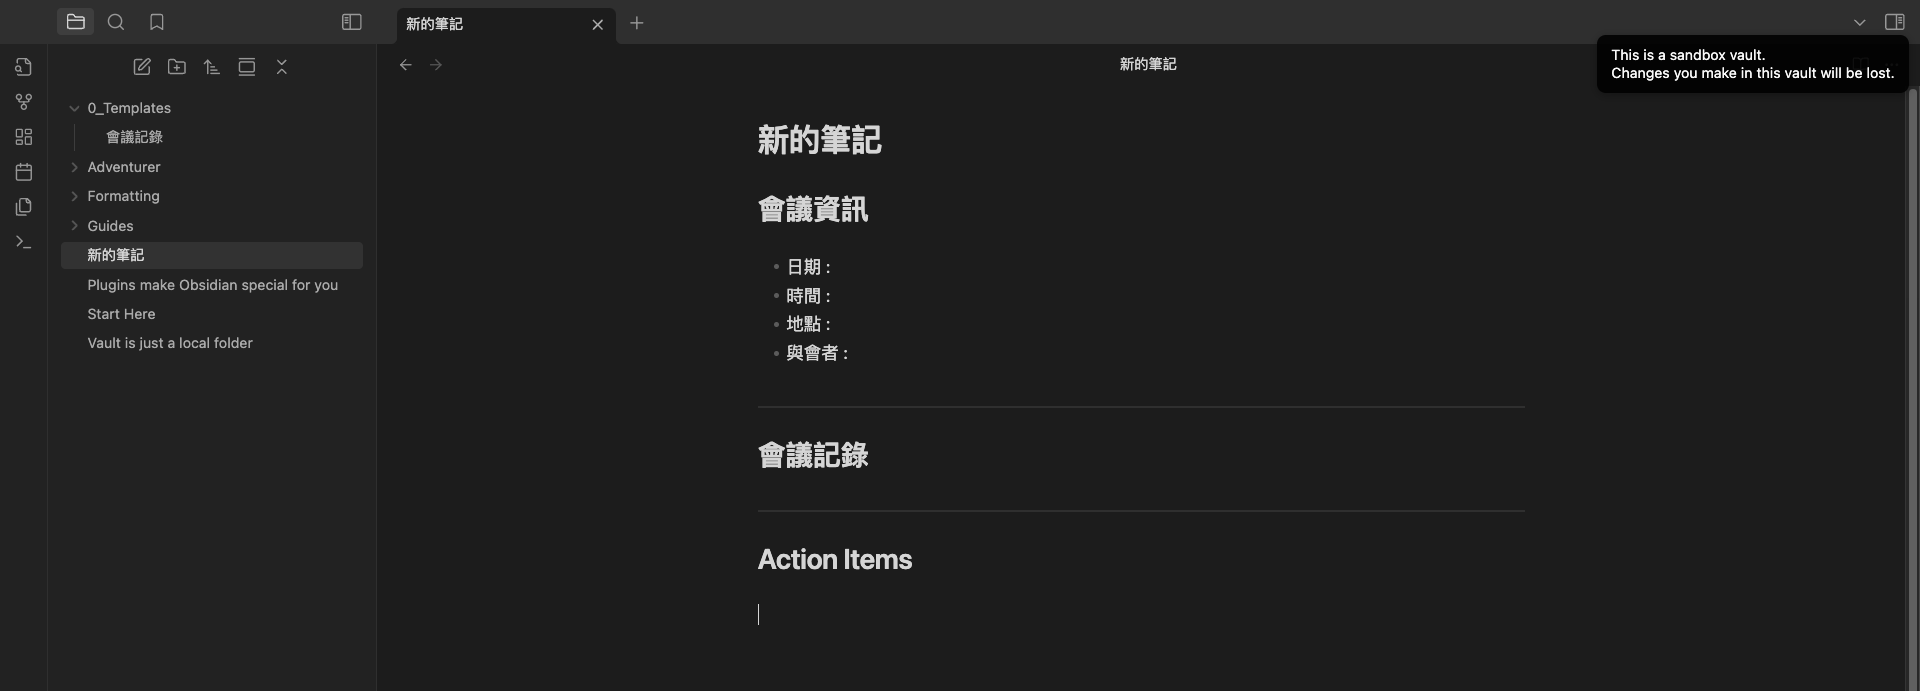 新的筆記
This is a sandbox vault.
Changes you make in this vault will be lost.
新的筆記
0_Templates
會議記錄
Adventurer
Formatting
Guides
新的筆記
Plugins make Obsidian special for you
Start Here
Vault is just a local folder
新的筆記
會議資訊
日期：
時間：
地點：
與會者：
會議記錄
Action Items